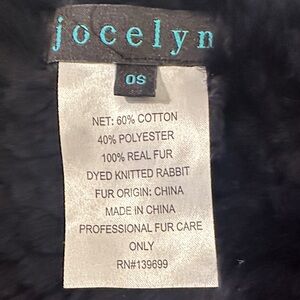 jocelyn
OS
NET: 60% COTTON
40% POLYESTER
100% REAL FUR
DYED KNITTED RABBIT
FUR ORIGIN: CHINA
MADE IN CHINA
PROFESSIONAL FUR CARE
ONLY
RN#139699